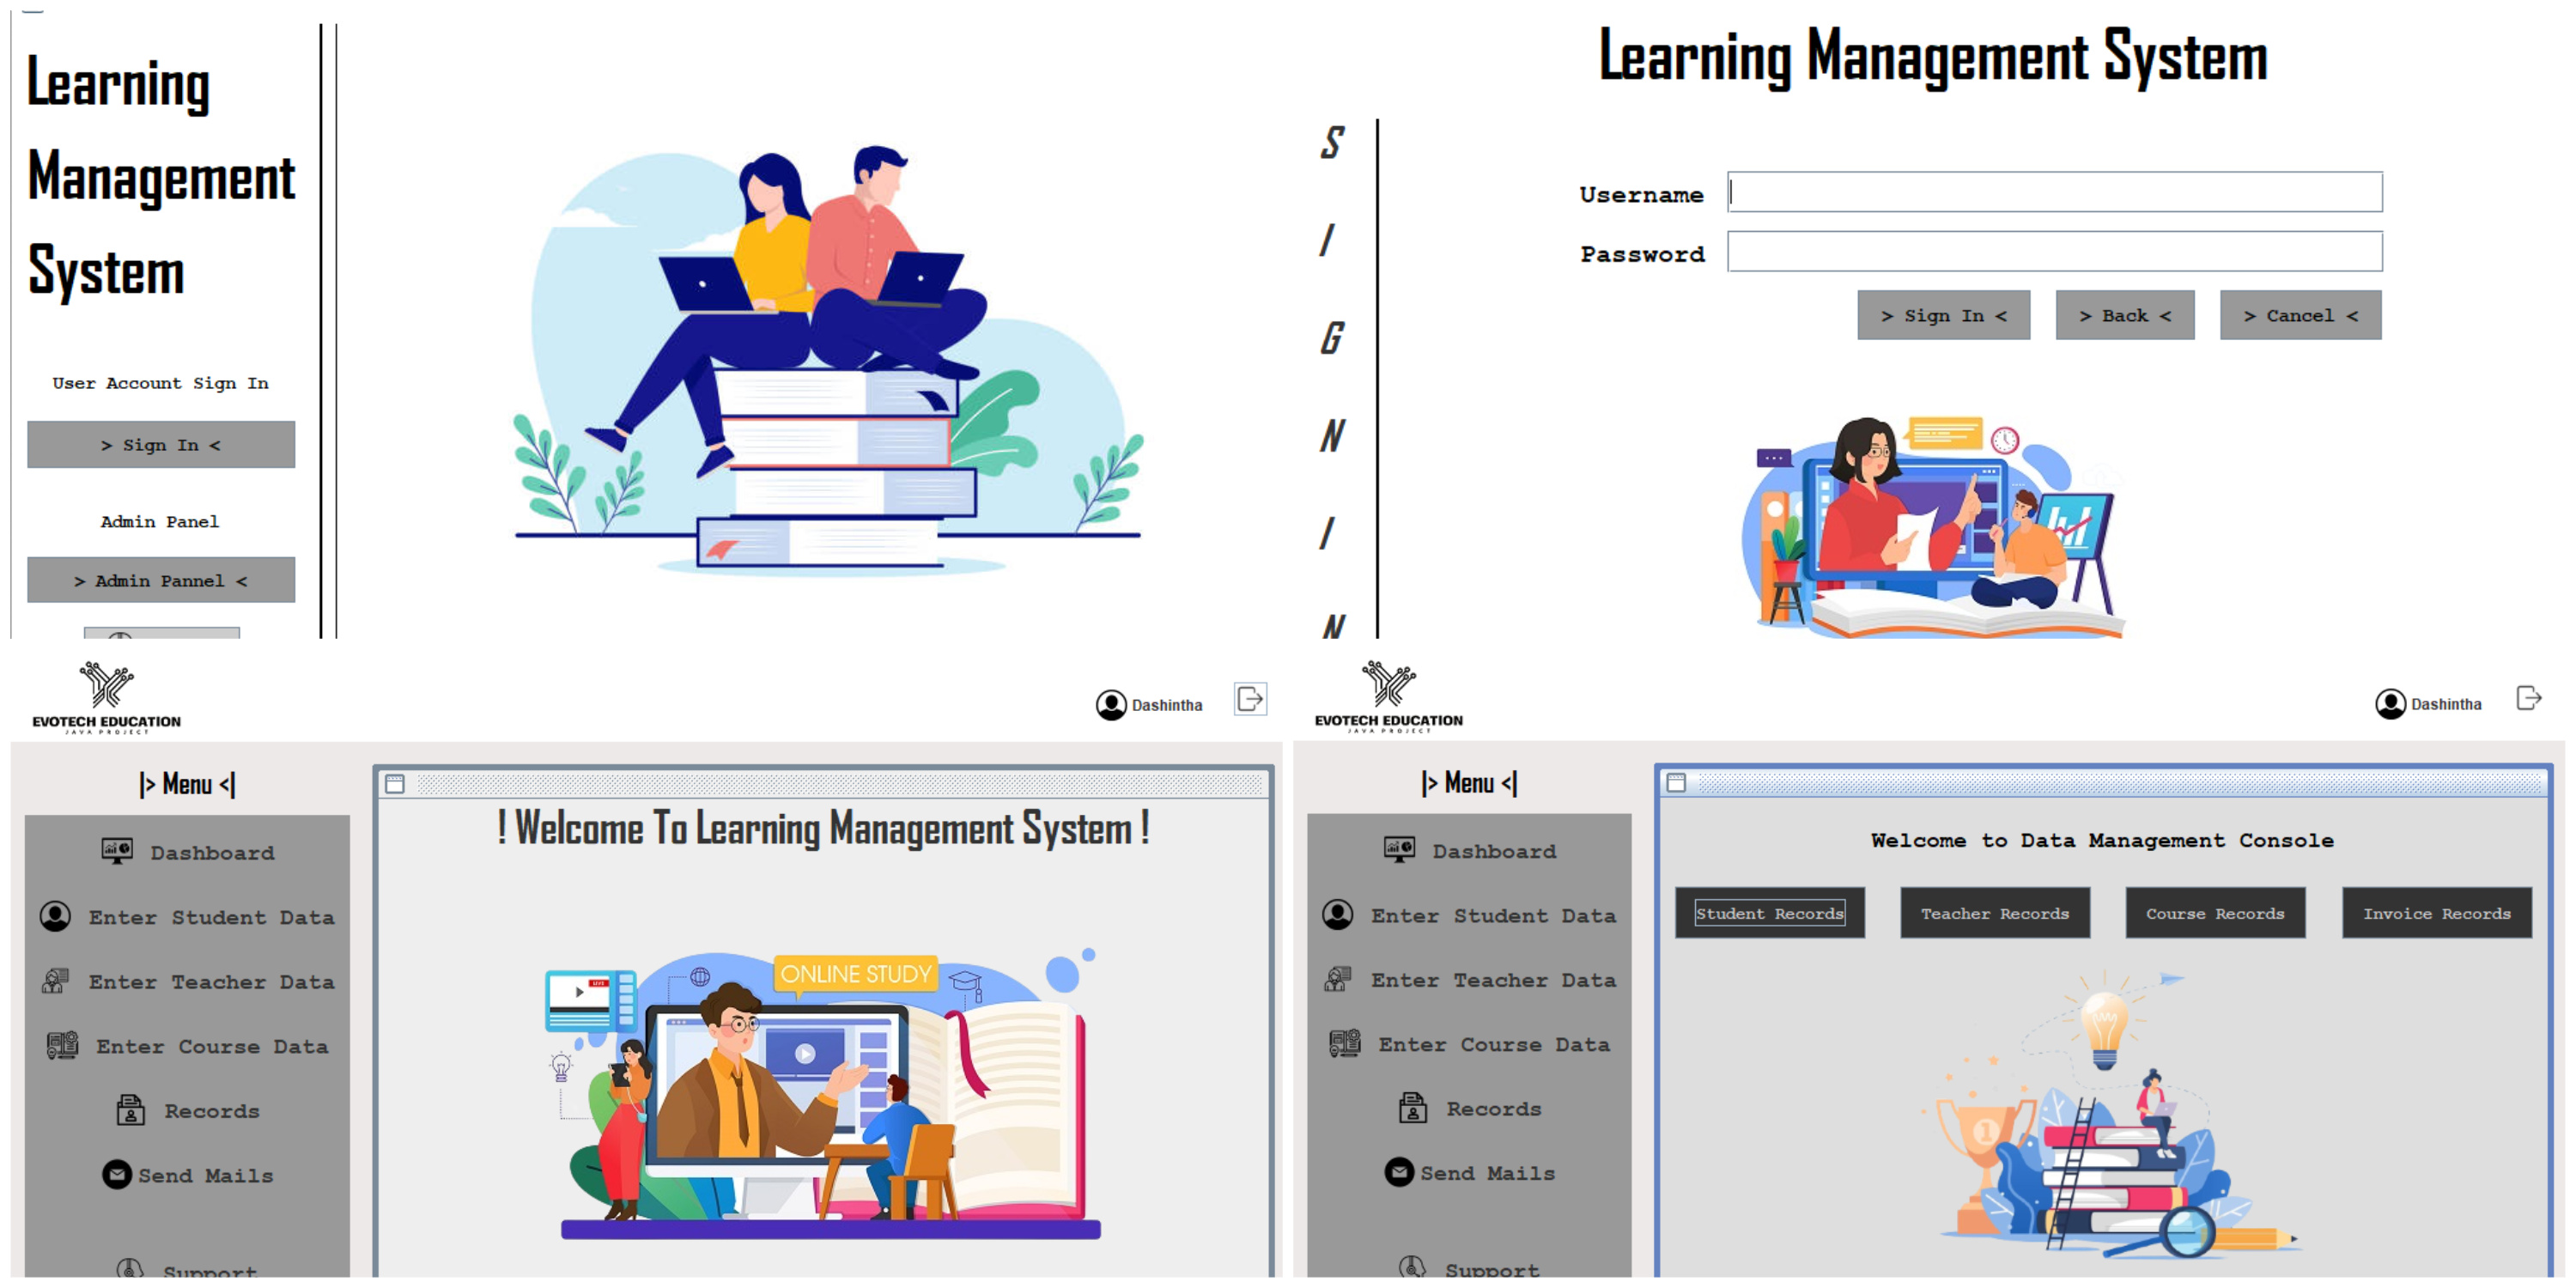 Learning
Management
System
User Account Sign In
> Sign In <
Admin Panel
> Admin Pannel <
Learning Management System
S
I
G
N
I
N
Username
Password
> Sign In <
> Back <
> Cancel <
EVOTECH EDUCATION
JAVA PROJECT
Dashintha
|> Menu <|
Dashboard
Enter Student Data
Enter Teacher Data
Enter Course Data
Records
Send Mails
Support
! Welcome To Learning Management System !
ONLINE STUDY
LIVE
EVOTECH EDUCATION
JAVA PROJECT
Dashintha
|> Menu <|
Dashboard
Enter Student Data
Enter Teacher Data
Enter Course Data
Records
Send Mails
Support
Welcome to Data Management Console
Student Records
Teacher Records
Course Records
Invoice Records
1